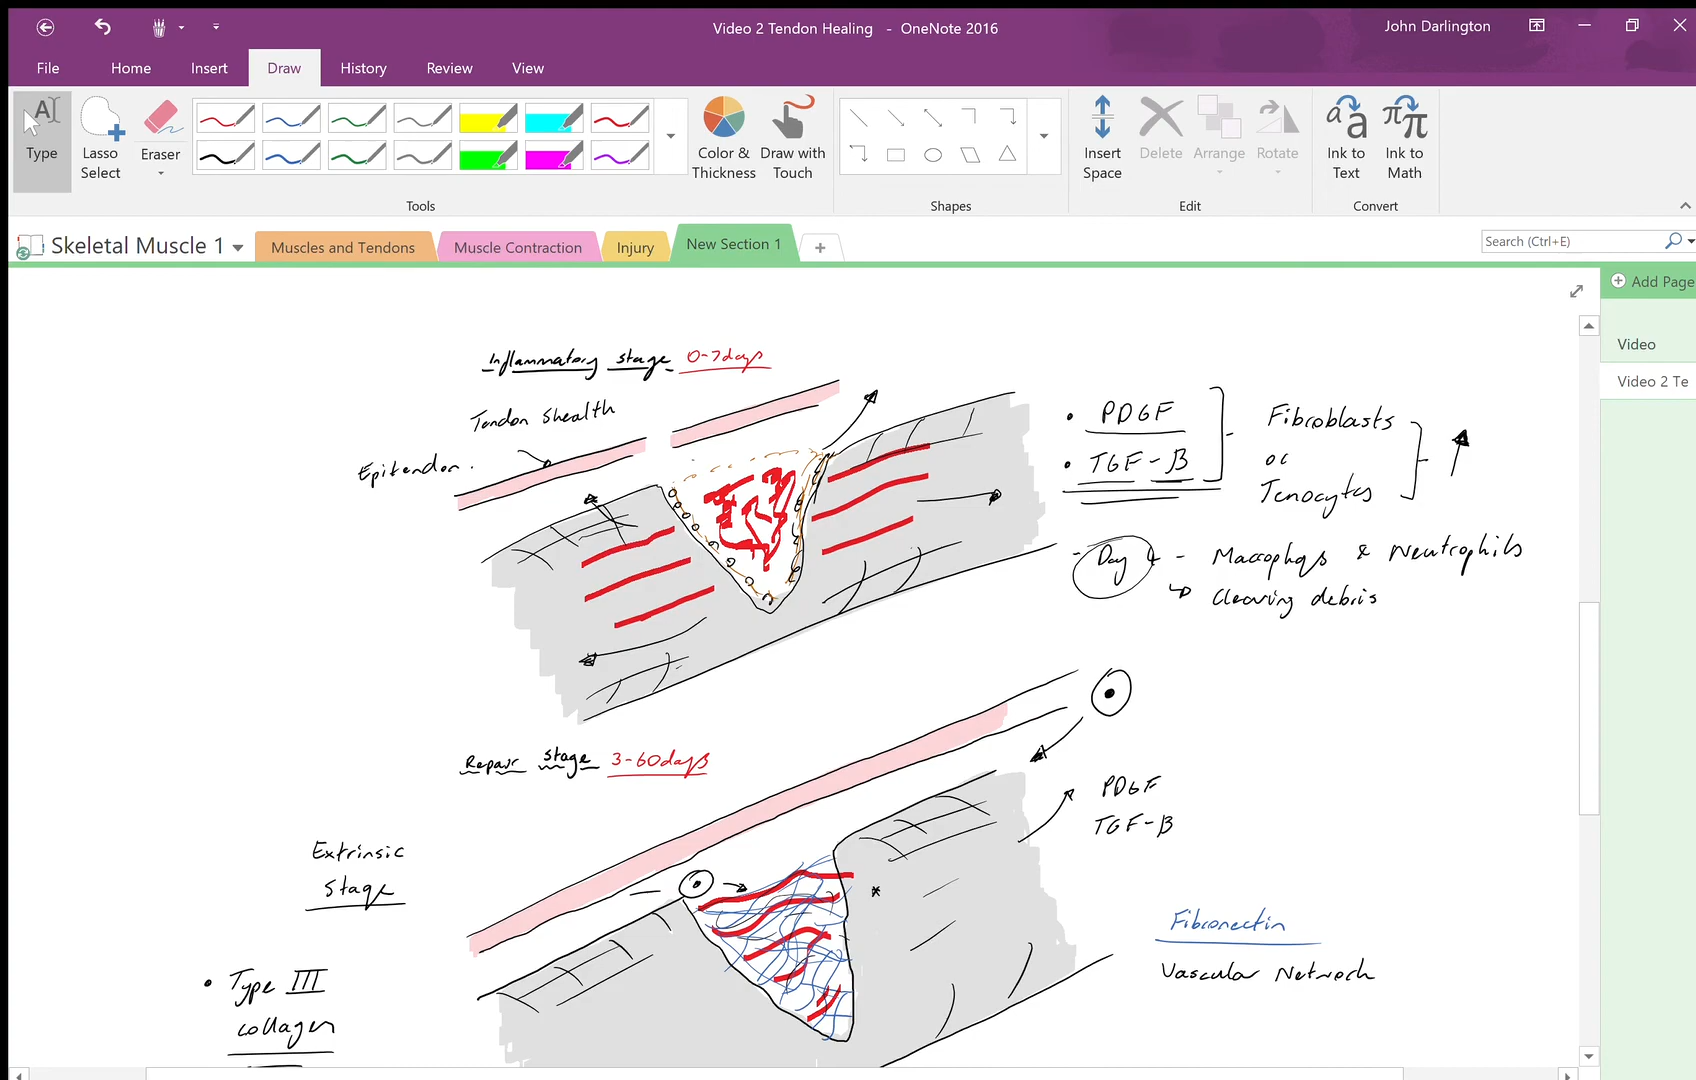 Video 2 Tendon Healing - OneNote 2016
John Darlington
File Home Insert Draw History Review View
Type
Lasso Select
Eraser
Color & Thickness
Draw with Touch
Insert Space
Delete
Arrange
Rotate
Ink to Text
Ink to Math
Tools Shapes Edit Convert
Skeletal Muscle 1
Muscles and Tendons
Muscle Contraction
Injury
New Section 1
Search (Ctrl+E)
Add Page
Video
Video 2 Te
Inflammatory stage 0-7days
Tendon Shealth
Epitendon.
• PDGF
• TGF-β
Fibroblasts
or
Tenocytes
- Day 4 - Macrophqs & Neutrophils
↳ Clearing debris
Repair stage 3-60days
PDGF
TGF-β
Extrinsic
stage
Fibronectin
Vascular Network
• Type III
collagen